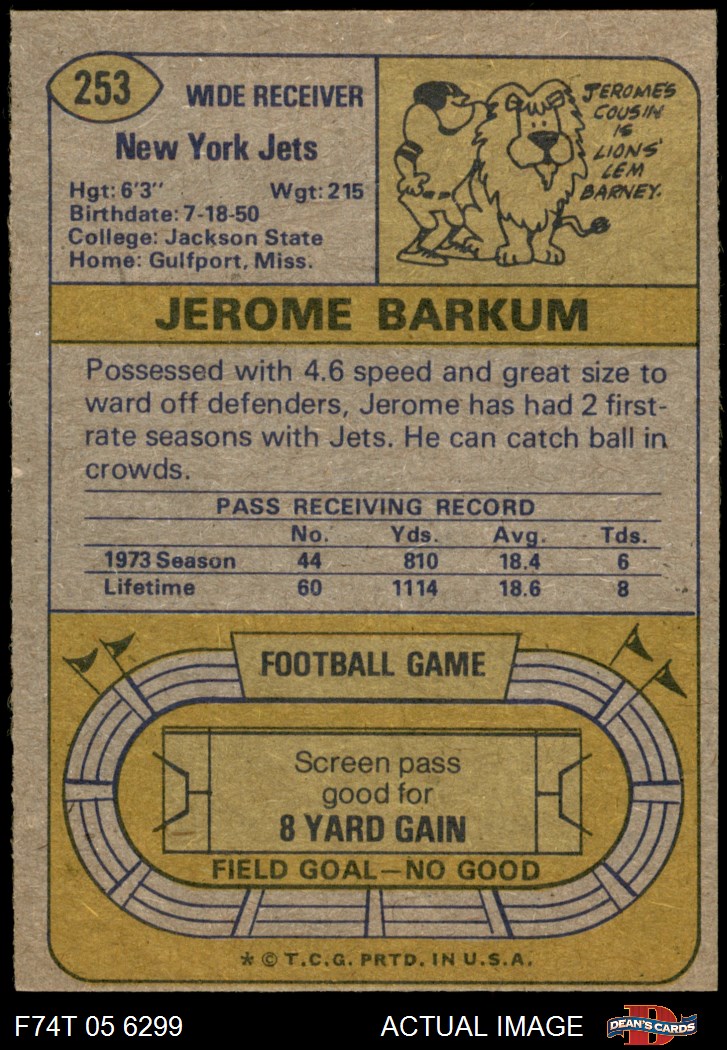 253
WIDE RECEIVER
New York Jets
Hgt: 6'3" Wgt: 215
Birthdate: 7-18-50
College: Jackson State
Home: Gulfport, Miss.
JEROME'S
COUSIN
IS
LIONS'
LEM
BARNEY.
JEROME BARKUM
Possessed with 4.6 speed and great size to
ward off defenders, Jerome has had 2 first-
rate seasons with Jets. He can catch ball in
crowds.
PASS RECEIVING RECORD
No. Yds. Avg. Tds.
1973 Season 44 810 18.4 6
Lifetime 60 1114 18.6 8
FOOTBALL GAME
Screen pass
good for
8 YARD GAIN
FIELD GOAL—NO GOOD
* © T.C.G. PRTD. IN U.S.A.
F74T 05 6299 ACTUAL IMAGE D DEAN'S CARDS